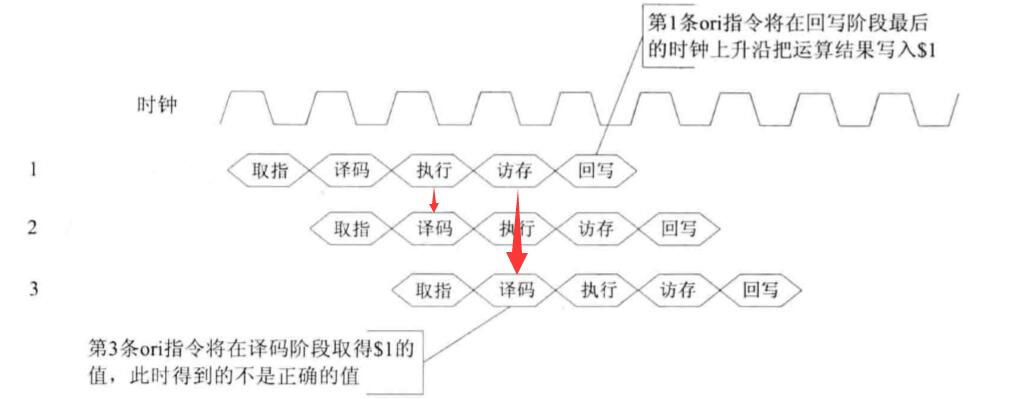 第1条ori指令将在回写阶段最后
的时钟上升沿把运算结果写入$1
时钟
1
取指 译码 执行 访存 回写
2
取指 译码 执行 访存 回写
3
取指 译码 执行 访存 回写
第3条ori指令将在译码阶段取得$1的
值，此时得到的不是正确的值